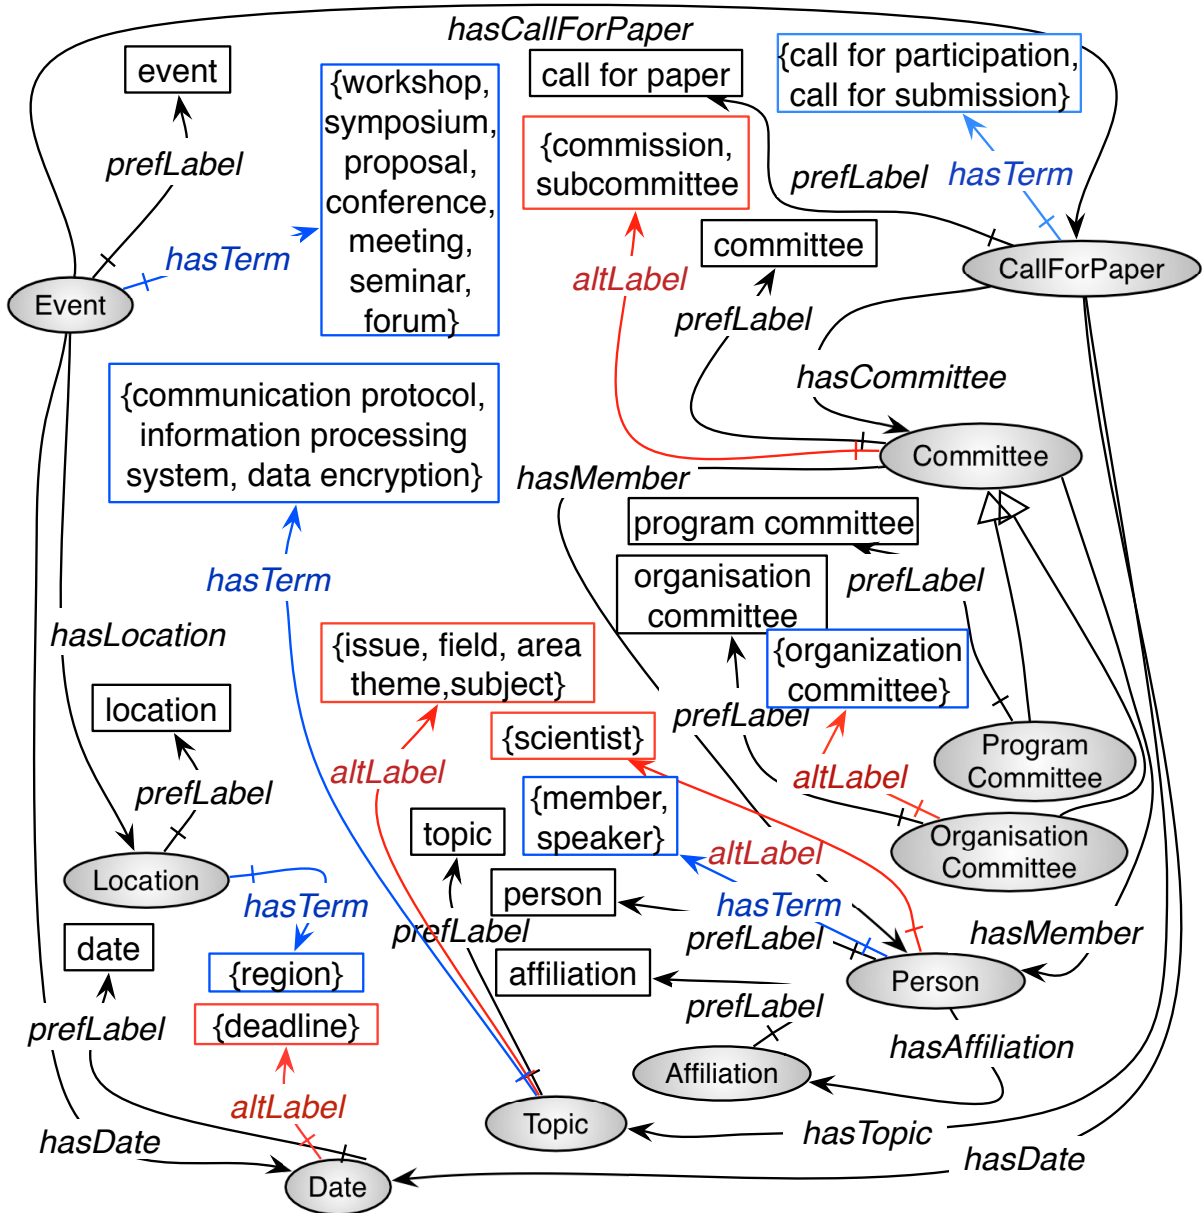 hasCallForPaper
event
{workshop,
symposium,
proposal,
conference,
meeting,
seminar,
forum}
call for paper
{call for participation,
call for submission}
{commission,
subcommittee
prefLabel
prefLabel
hasTerm
committee
hasTerm
altLabel
CallForPaper
Event
prefLabel
hasCommittee
{communication protocol,
information processing
system, data encryption}
Committee
hasMember
program committee
hasTerm
organisation
committee
prefLabel
hasLocation
{issue, field, area
theme,subject}
{organization
committee}
location
prefLabel
{scientist}
Program
Committee
altLabel
altLabel
prefLabel
{member,
speaker}
topic
Organisation
Committee
altLabel
Location
person
hasTerm
hasTerm
prefLabel
prefLabel
hasMember
date
affiliation
{region}
Person
prefLabel
{deadline}
prefLabel
hasAffiliation
Affiliation
altLabel
Topic
hasTopic
hasDate
hasDate
Date